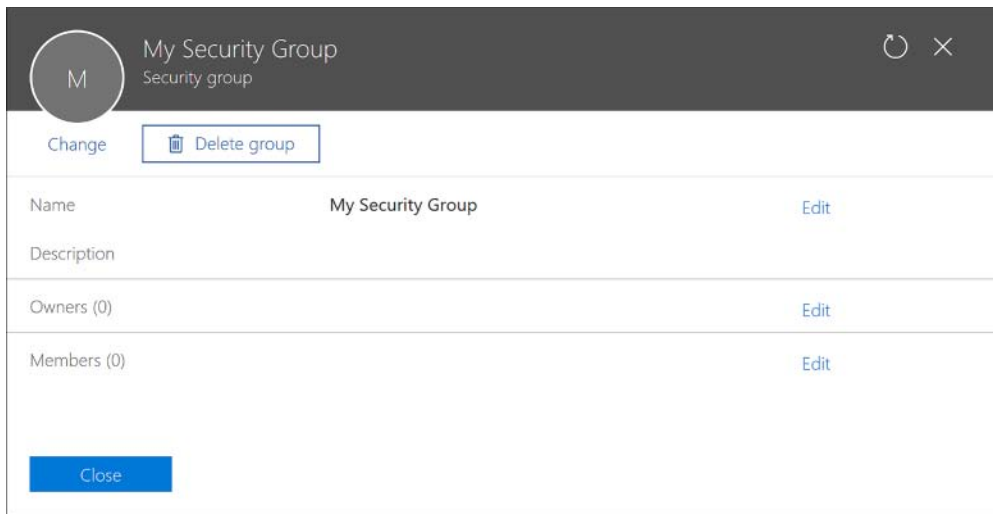 M
My Security Group
Security group
Change
Delete group
Name My Security Group Edit
Description
Owners (0) Edit
Members (0) Edit
Close